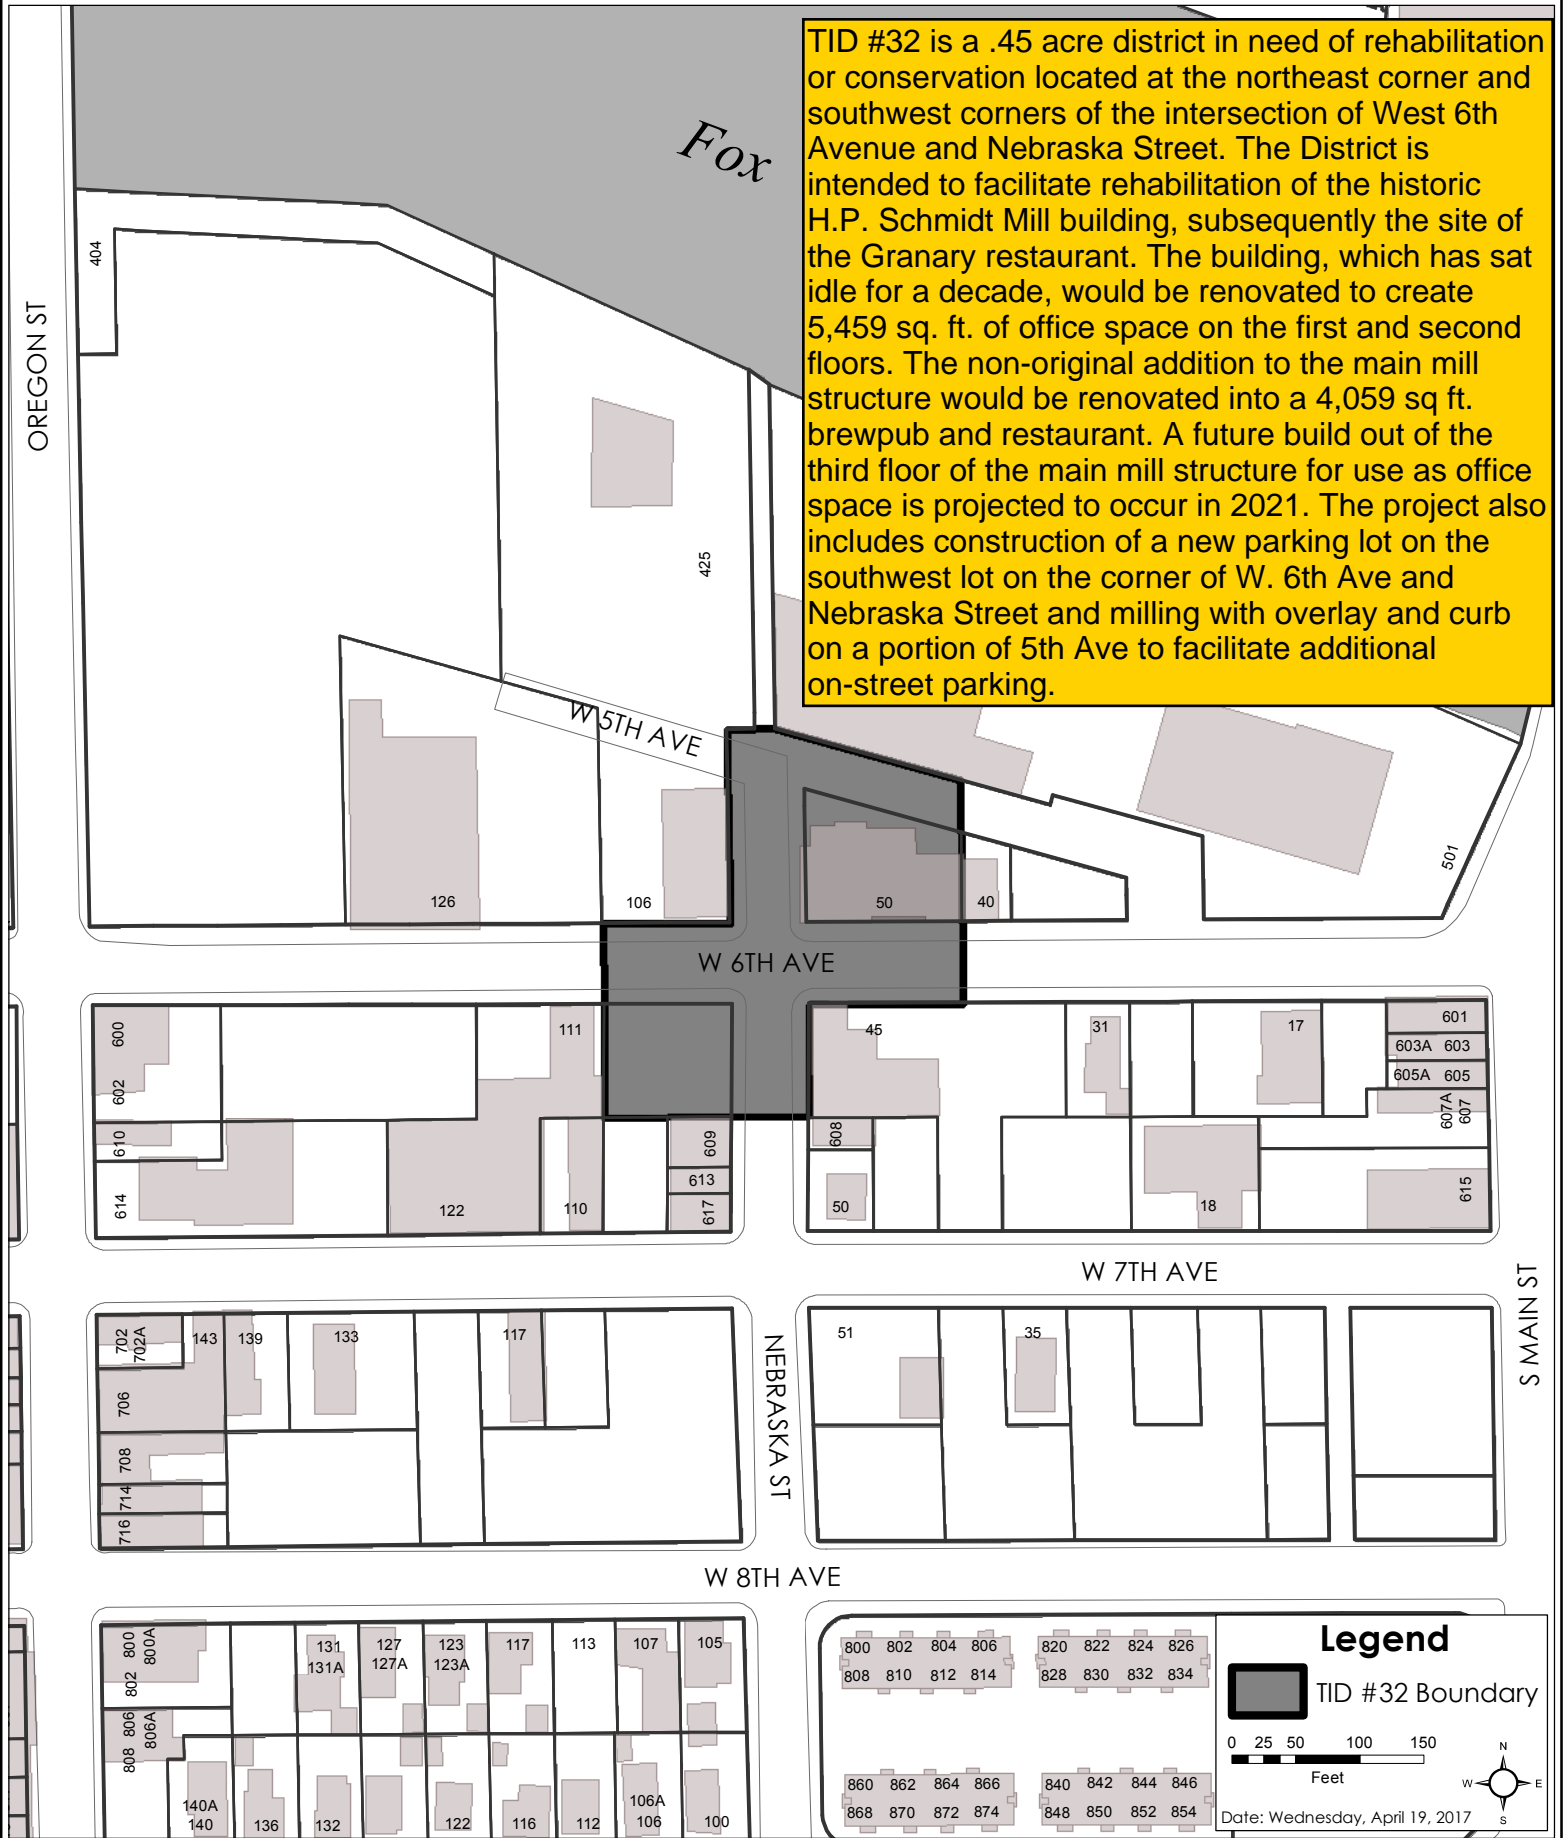 TID #32 is a .45 acre district in need of rehabilitation
or conservation located at the northeast corner and
southwest corners of the intersection of West 6th
Avenue and Nebraska Street. The District is
intended to facilitate rehabilitation of the historic
H.P. Schmidt Mill building, subsequently the site of
the Granary restaurant. The building, which has sat
idle for a decade, would be renovated to create
5,459 sq. ft. of office space on the first and second
floors. The non-original addition to the main mill
structure would be renovated into a 4,059 sq ft.
brewpub and restaurant. A future build out of the
third floor of the main mill structure for use as office
space is projected to occur in 2021. The project also
includes construction of a new parking lot on the
southwest lot on the corner of W. 6th Ave and
Nebraska Street and milling with overlay and curb
on a portion of 5th Ave to facilitate additional
on-street parking.
Fox
404
OREGON ST
425
W 5TH AVE
126
106
50
40
501
W 6TH AVE
600
602
610
614
111
122
110
609
613
617
45
608
50
31
17
18
601
603A 603
605A 605
607A
607
615
W 7TH AVE
S MAIN ST
NEBRASKA ST
702
702A
143
139
133
117
706
708
714
716
51
35
W 8TH AVE
800
800A
802
806
806A
808
131
131A
127
127A
123
123A
117
113
107
105
140A
140
136
132
122
116
112
106A
106
100
800 802 804 806
808 810 812 814
820 822 824 826
828 830 832 834
860 862 864 866
868 870 872 874
840 842 844 846
848 850 852 854
Legend
TID #32 Boundary
0 25 50 100 150
Feet
N
W E
S
Date: Wednesday, April 19, 2017